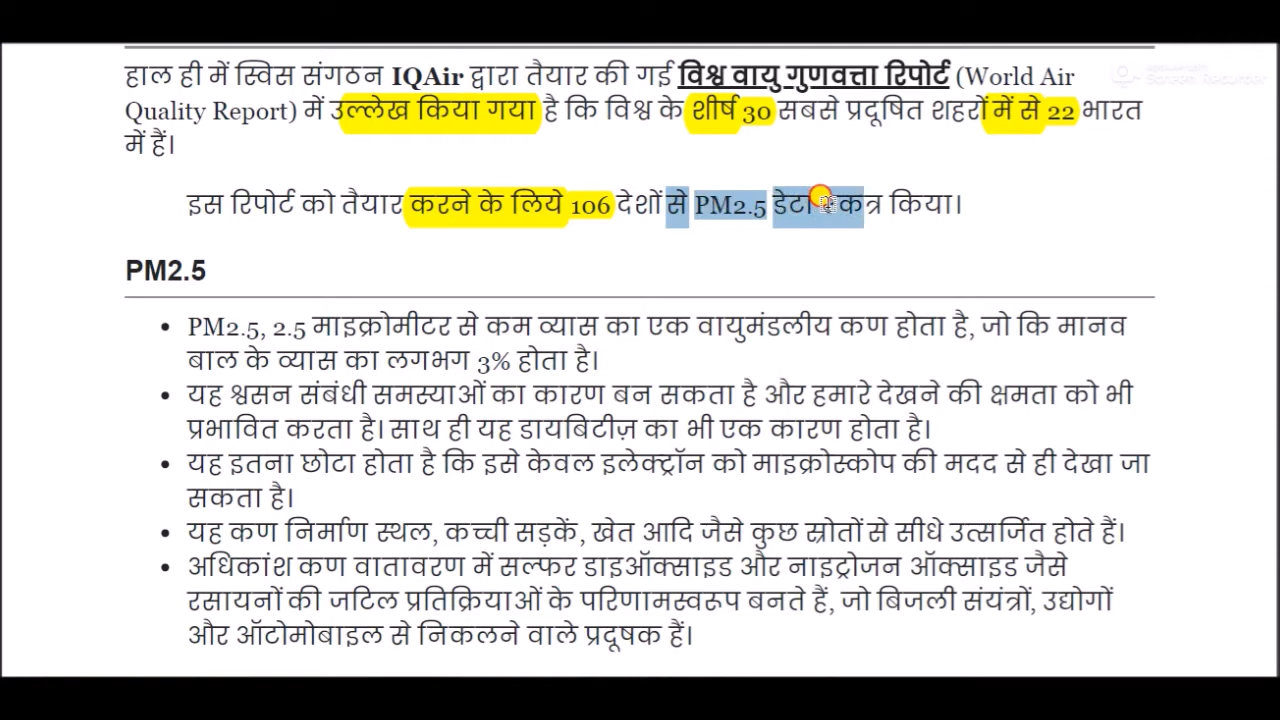 हाल ही में स्विस संगठन IQAir द्वारा तैयार की गई विश्व वायु गुणवत्ता रिपोर्ट (World Air
Quality Report) में उल्लेख किया गया है कि विश्व के शीर्ष 30 सबसे प्रदूषित शहरों में से 22 भारत
में हैं।
इस रिपोर्ट को तैयार करने के लिये 106 देशों से PM2.5 डेटा एकत्र किया।
PM2.5
• PM2.5, 2.5 माइक्रोमीटर से कम व्यास का एक वायुमंडलीय कण होता है, जो कि मानव
बाल के व्यास का लगभग 3% होता है।
• यह श्वसन संबंधी समस्याओं का कारण बन सकता है और हमारे देखने की क्षमता को भी
प्रभावित करता है। साथ ही यह डायबिटीज़ का भी एक कारण होता है।
• यह इतना छोटा होता है कि इसे केवल इलेक्ट्रॉन को माइक्रोस्कोप की मदद से ही देखा जा
सकता है।
• यह कण निर्माण स्थल, कच्ची सड़कें, खेत आदि जैसे कुछ स्रोतों से सीधे उत्सर्जित होते हैं।
• अधिकांश कण वातावरण में सल्फर डाइऑक्साइड और नाइट्रोजन ऑक्साइड जैसे
रसायनों की जटिल प्रतिक्रियाओं के परिणामस्वरूप बनते हैं, जो बिजली संयंत्रों, उद्योगों
और ऑटोमोबाइल से निकलने वाले प्रदूषक हैं।
Screen Recorder